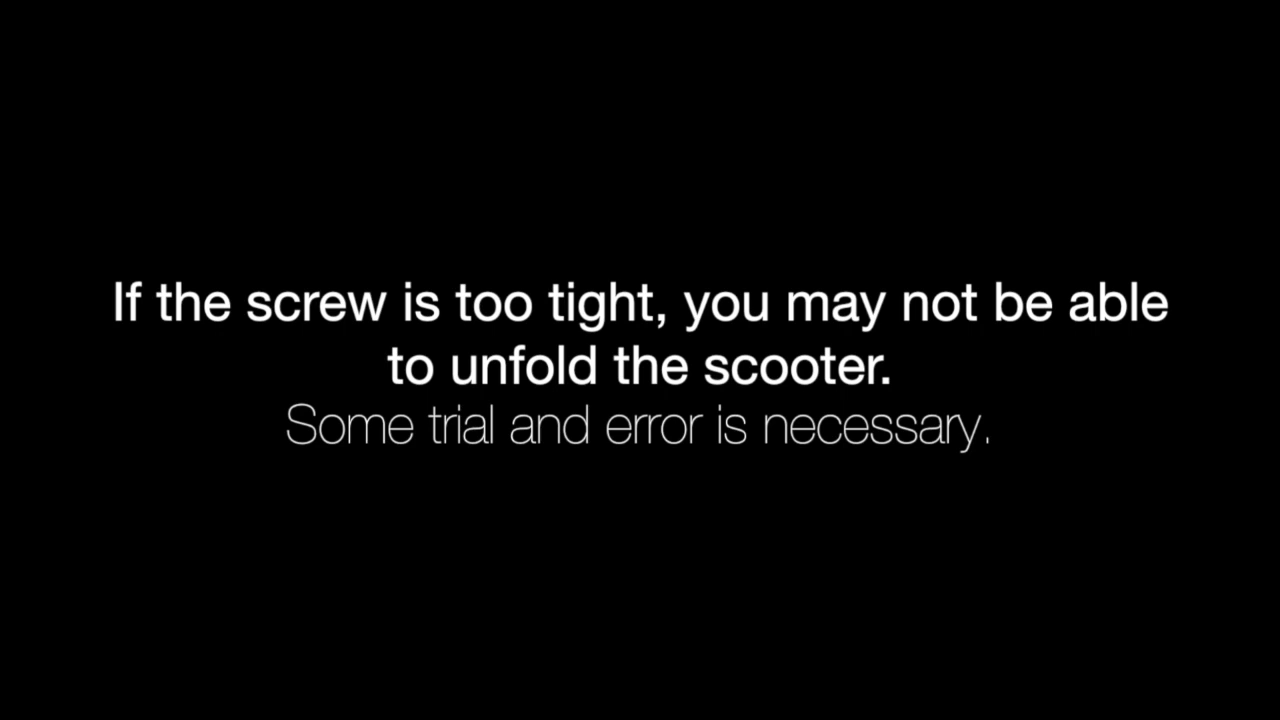 If the screw is too tight, you may not be able
to unfold the scooter.
Some trial and error is necessary.